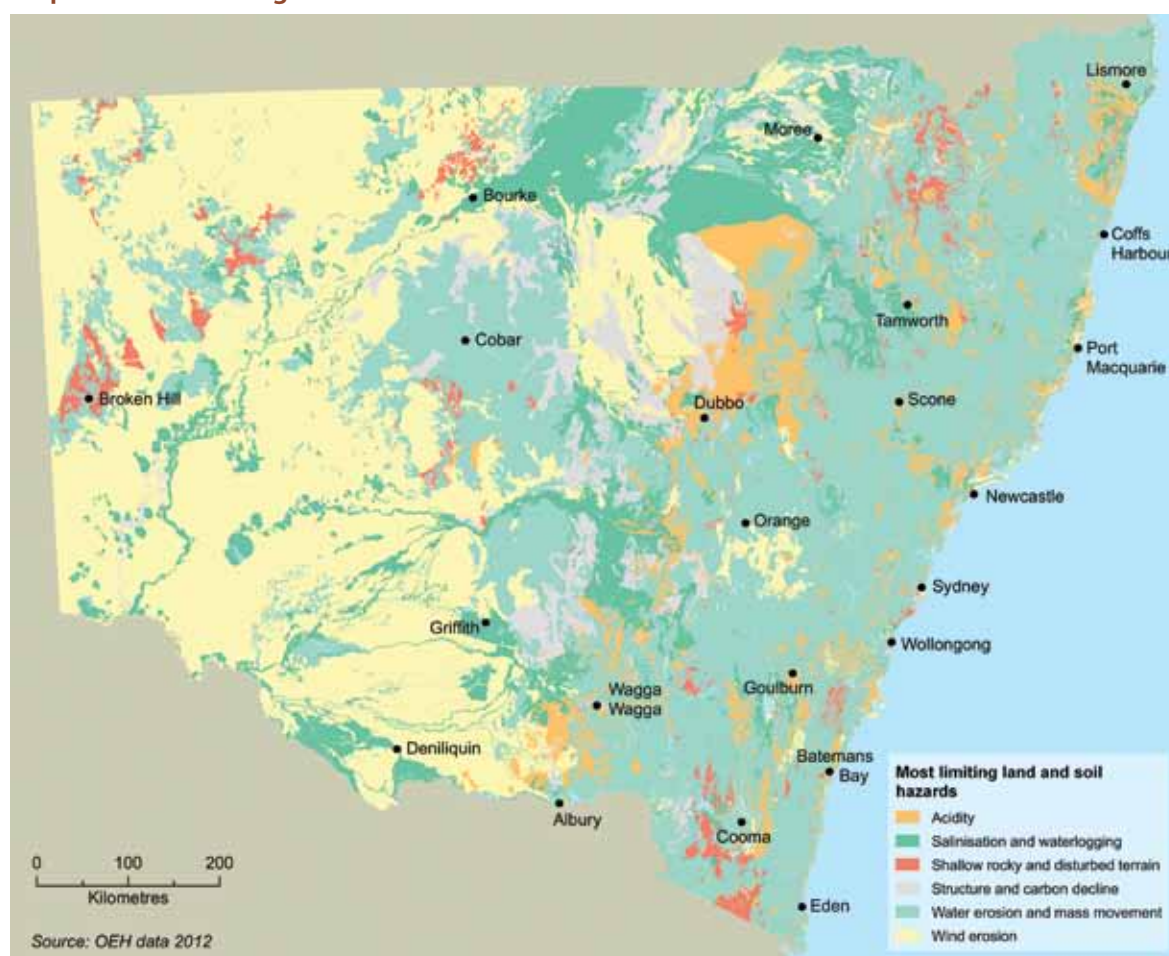 Lismore
Moree
Bourke
Coffs
Harbour
Tamworth
Cobar
Port
Macquarie
Broken Hill
Scone
Dubbo
Newcastle
Orange
Sydney
Griffith
Wollongong
Goulburn
Wagga
Wagga
Deniliquin
Batemans
Bay
Albury
Cooma
Eden
Most limiting land and soil
hazards
Acidity
Salinisation and waterlogging
Shallow rocky and disturbed terrain
Structure and carbon decline
Water erosion and mass movement
Wind erosion
0 100 200
Kilometres
Source: OEH data 2012